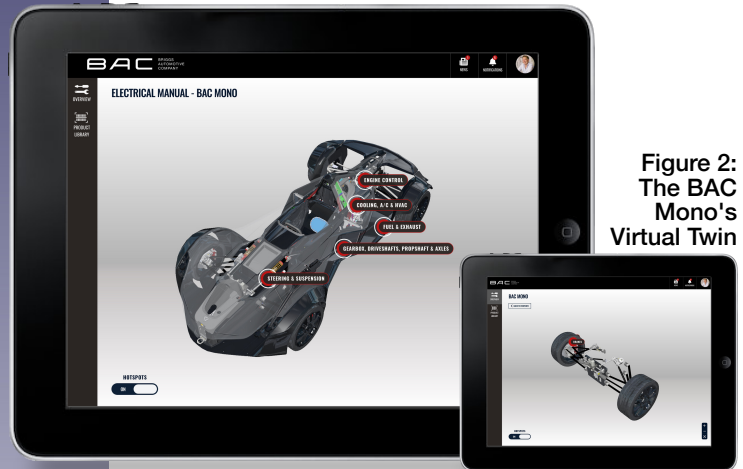 BAC BRIGGS
AUTOMOTIVE
COMPANY
NEWS
NOTIFICATIONS
OVERVIEW
PRODUCT
LIBRARY
ELECTRICAL MANUAL - BAC MONO
ENGINE CONTROL
COOLING, A/C & HVAC
FUEL & EXHAUST
GEARBOX, DRIVESHAFTS, PROPSHAFT & AXLES
STEERING & SUSPENSION
HOTSPOTS
ON
Figure 2:
The BAC
Mono's
Virtual Twin
BAC
BAC MONO